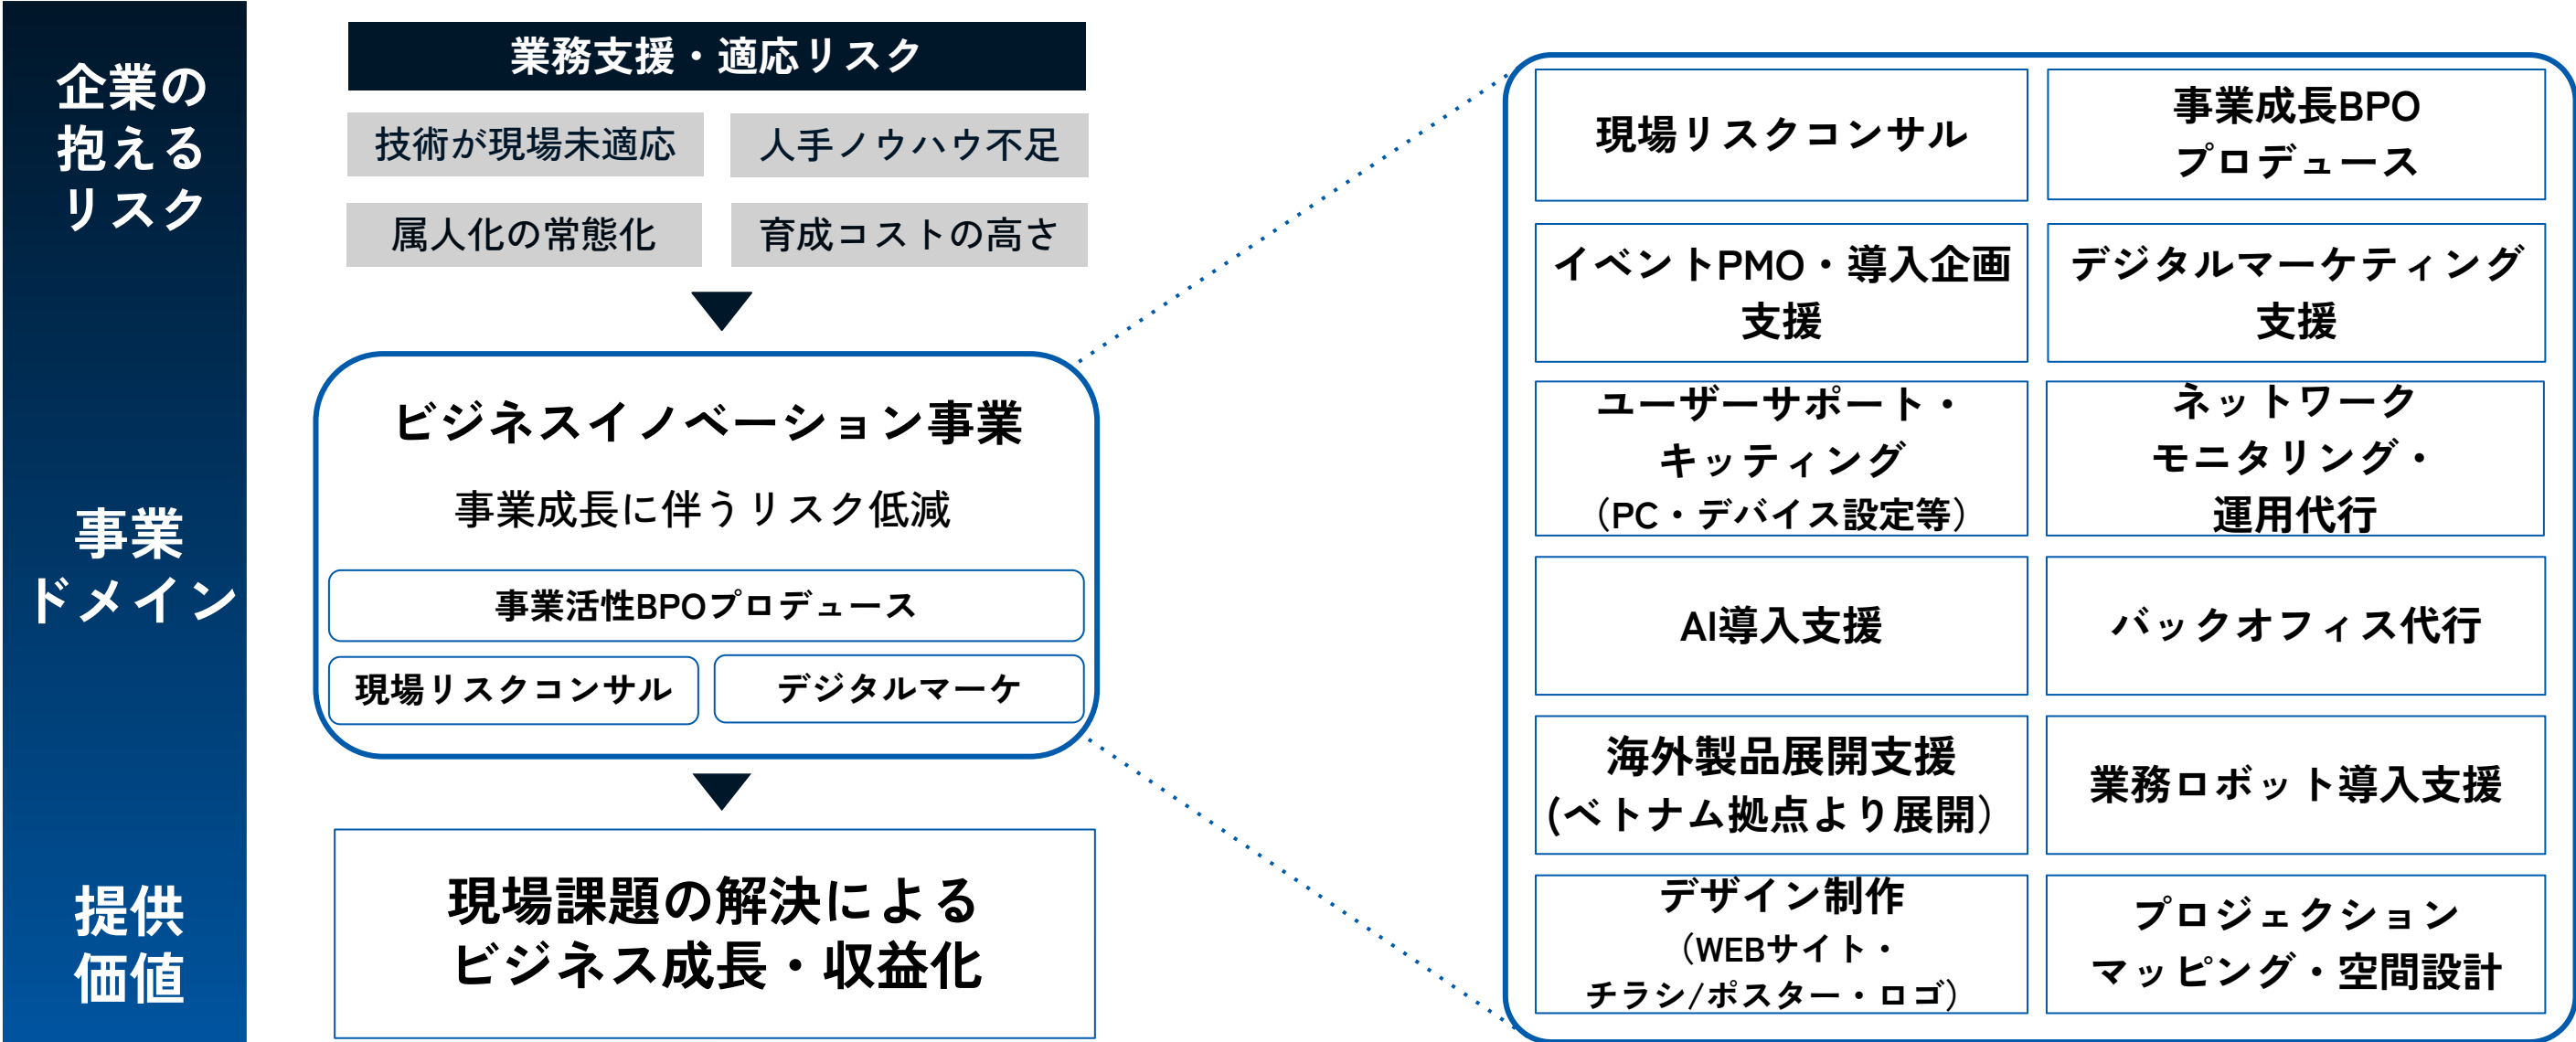 企業の
抱える
リスク
業務支援・適応リスク
技術が現場未適応
人手ノウハウ不足
属人化の常態化
育成コストの高さ
事業
ドメイン
ビジネスイノベーション事業
事業成長に伴うリスク低減
事業活性BPOプロデュース
現場リスクコンサル
デジタルマーケ
提供
価値
現場課題の解決による
ビジネス成長・収益化
現場リスクコンサル
事業成長BPO
プロデュース
イベントPMO・導入企画
支援
デジタルマーケティング
支援
ユーザーサポート・
キッティング
（PC・デバイス設定等）
ネットワーク
モニタリング・
運用代行
AI導入支援
バックオフィス代行
海外製品展開支援
(ベトナム拠点より展開）
業務ロボット導入支援
デザイン制作
（WEBサイト・
チラシ/ポスター・ロゴ）
プロジェクション
マッピング・空間設計